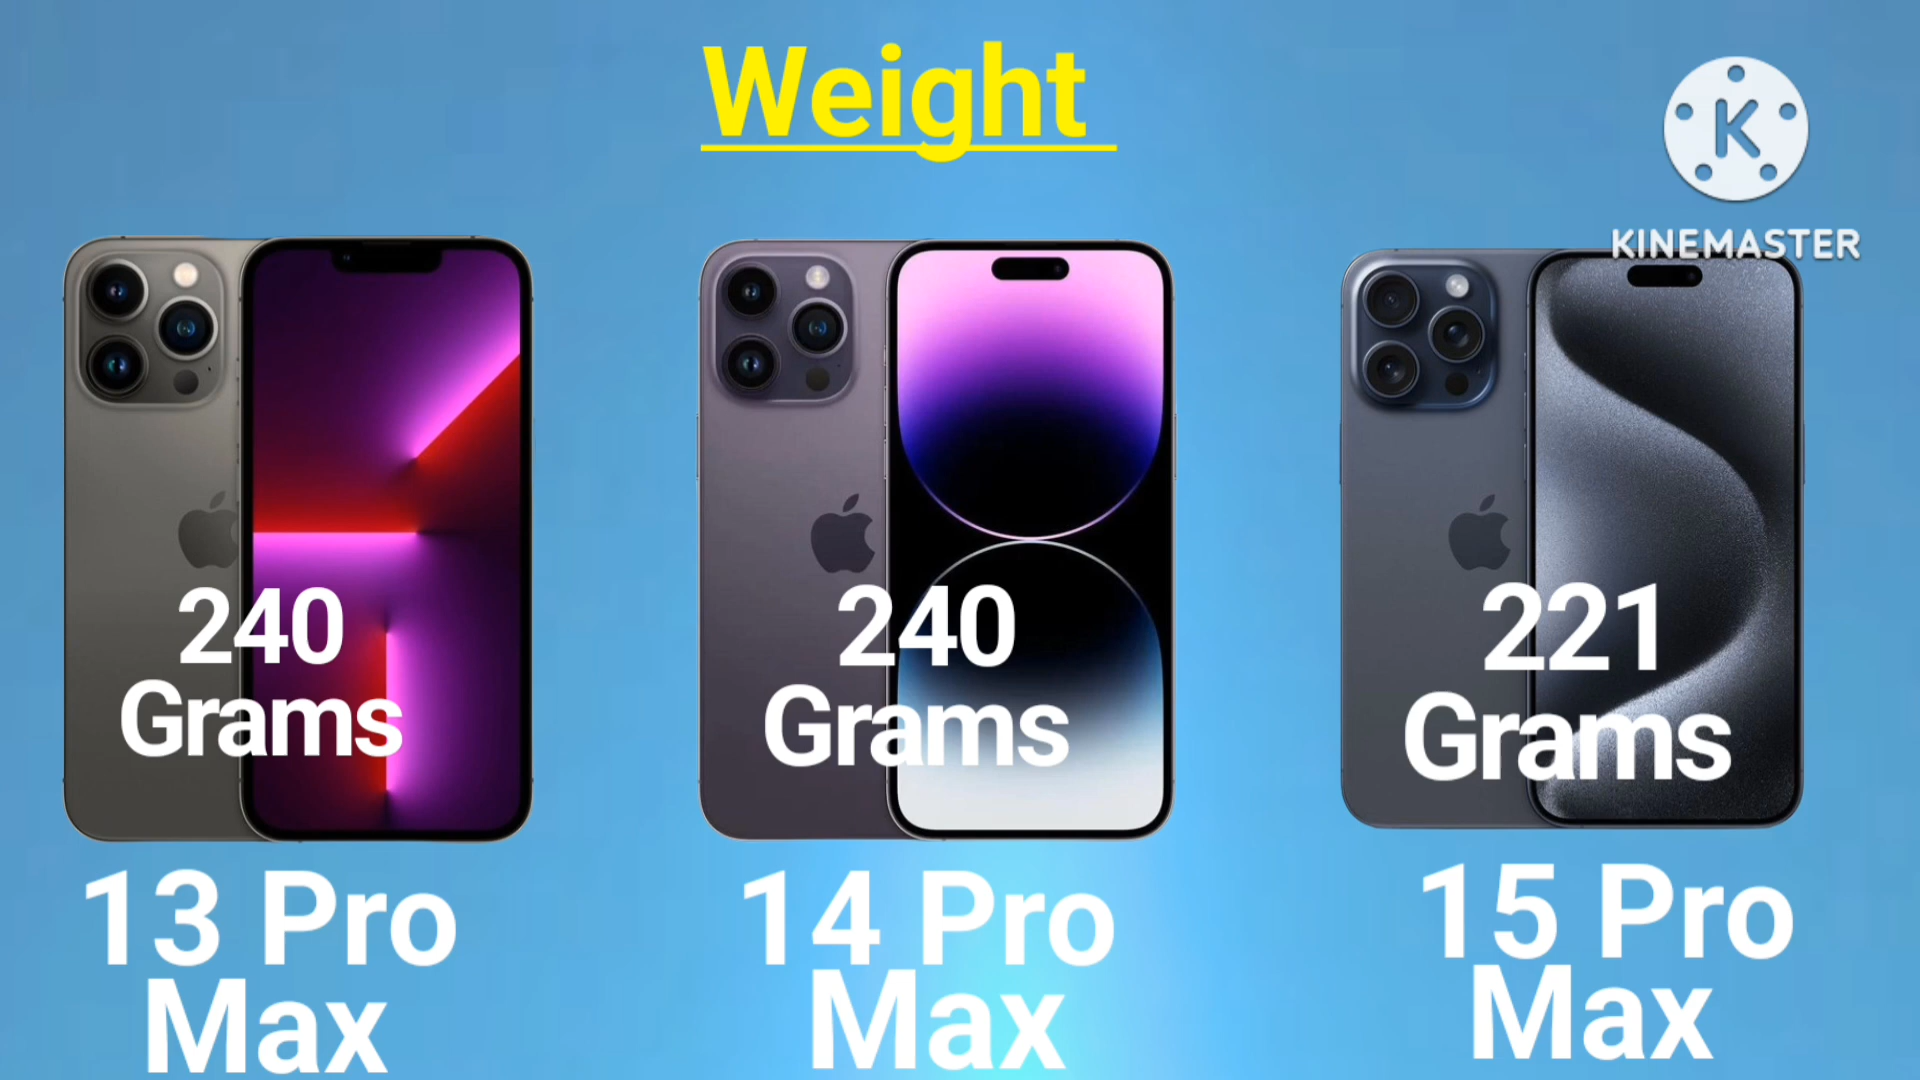 Weight
K
KINEMASTER
240
Grams
240
Grams
221
Grams
13 Pro
Max
14 Pro
Max
15 Pro
Max